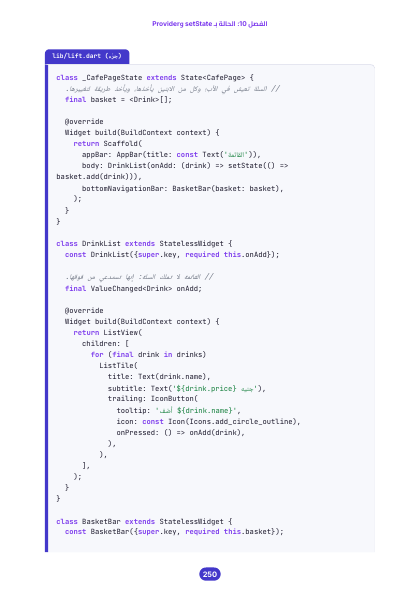 الفصل 10: الحالة بـ setState وProvider
lib/lift.dart (جزء)
class _CafePageState extends State<CafePage> {
// السلة تعيش في الأب؛ وكل من الابنين يأخذها، ويأخذ طريقة لتغييرها.
final basket = <Drink>[];
@override
Widget build(BuildContext context) {
return Scaffold(
appBar: AppBar(title: const Text('القائمة')),
body: DrinkList(onAdd: (drink) => setState(() =>
basket.add(drink))),
bottomNavigationBar: BasketBar(basket: basket),
);
}
}
class DrinkList extends StatelessWidget {
const DrinkList({super.key, required this.onAdd});
// القائمة لا تملك السلة؛ إنها تستدعي من فوقها.
final ValueChanged<Drink> onAdd;
@override
Widget build(BuildContext context) {
return ListView(
children: [
for (final drink in drinks)
ListTile(
title: Text(drink.name),
subtitle: Text('${drink.price} جنيه'),
trailing: IconButton(
tooltip: 'أضف ${drink.name}',
icon: const Icon(Icons.add_circle_outline),
onPressed: () => onAdd(drink),
),
),
],
);
}
}
class BasketBar extends StatelessWidget {
const BasketBar({super.key, required this.basket});
250